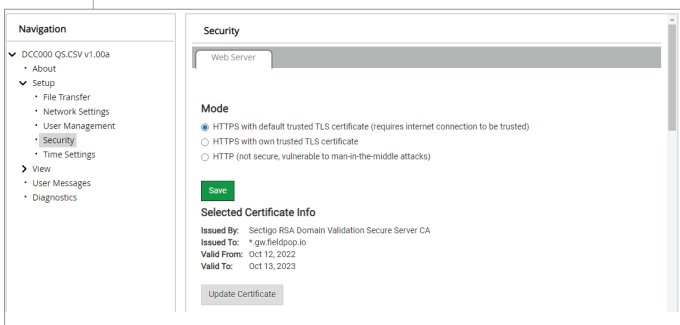 Navigation
DCC000 QS.CSV v1.00a
About
Setup
File Transfer
Network Settings
User Management
Security
Time Settings
View
User Messages
Diagnostics
Security
Web Server
Mode
HTTPS with default trusted TLS certificate (requires internet connection to be trusted)
HTTPS with own trusted TLS certificate
HTTP (not secure, vulnerable to man-in-the-middle attacks)
Save
Selected Certificate Info
Issued By: Sectigo RSA Domain Validation Secure Server CA
Issued To: *.gw.fieldpop.io
Valid From: Oct 12, 2022
Valid To: Oct 13, 2023
Update Certificate